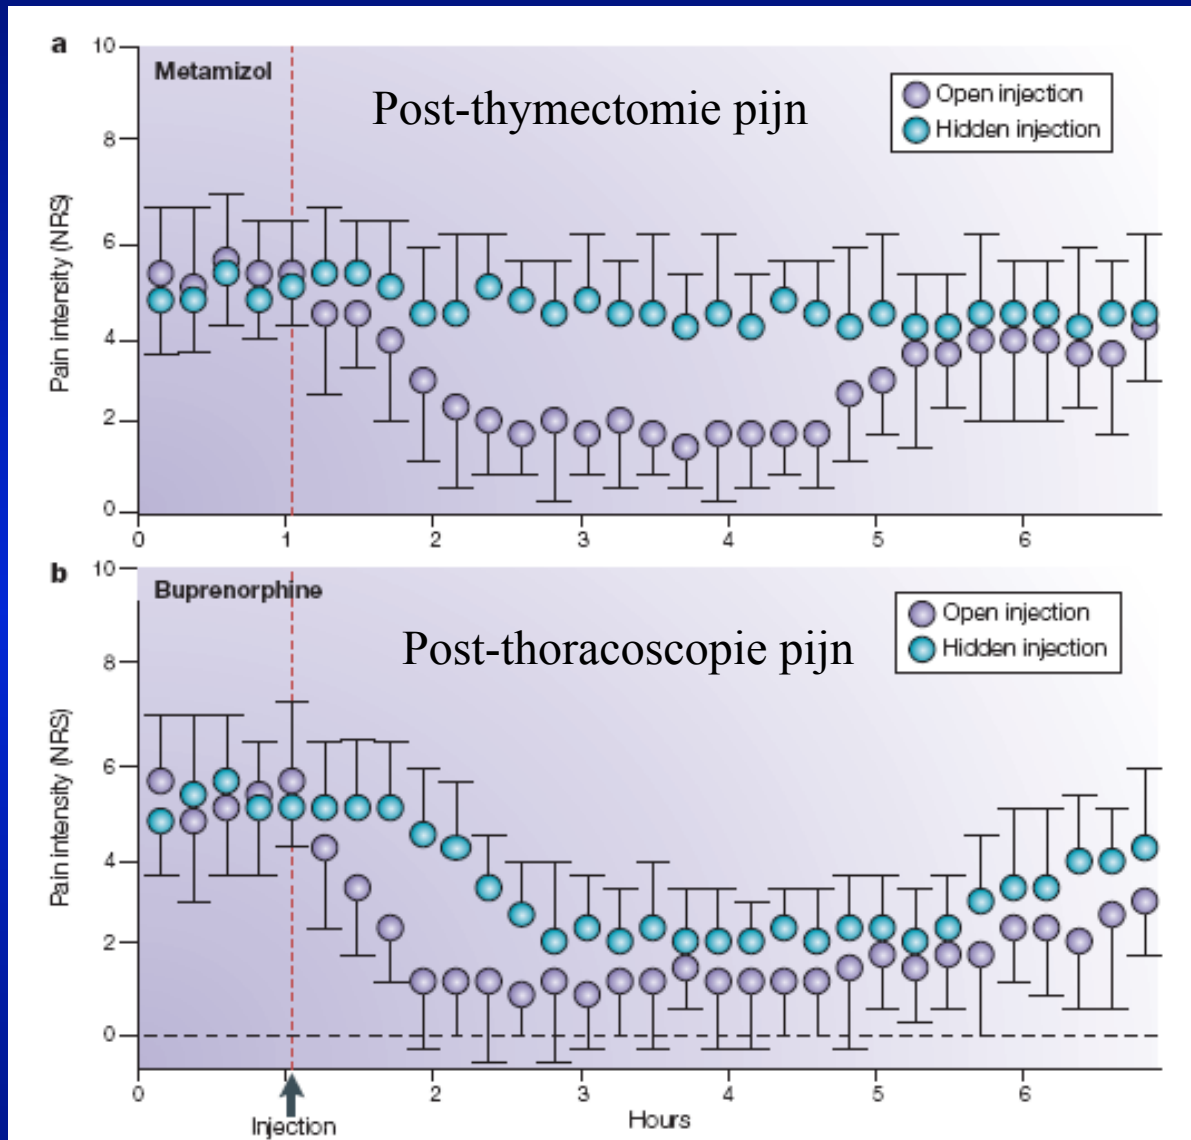 a
Metamizol
Post-thymectomie pijn
Open injection
Hidden injection
Pain intensity (NRS)
10
8
6
4
2
0
0 1 2 3 4 5 6
b
Buprenorphine
Post-thoracoscopie pijn
Open injection
Hidden injection
Pain intensity (NRS)
10
8
6
4
2
0
0 2 3 4 5 6
Injection
Hours